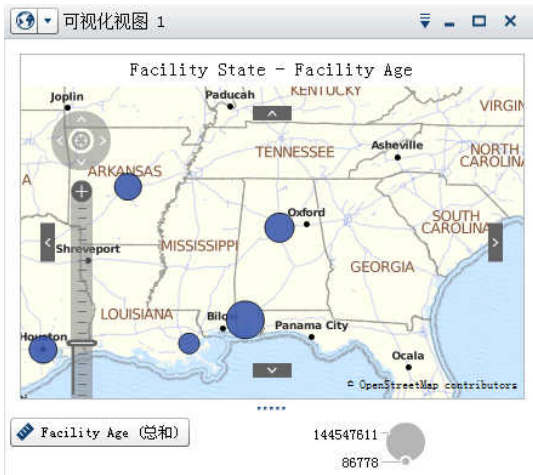 可视化视图 1
Facility State - Facility Age
Joplin
Paducah
KENTUCKY
VIRGIN
Asheville
NORTH
CAROLINA
TENNESSEE
ARKANSAS
A
Oxford
SOUTH
CAROLINA
Shreveport
MISSISSIPPI
GEORGIA
LOUISIANA
Bilo
Panama City
Houston
Ocala
© OpenStreetMap contributors
Facility Age (总和)
144547611
86778